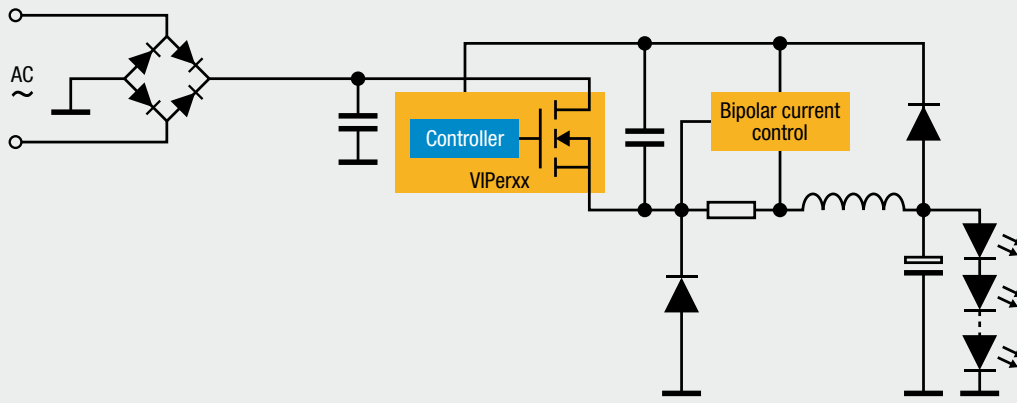 AC
~
Controller
VIPerxx
Bipolar current
control